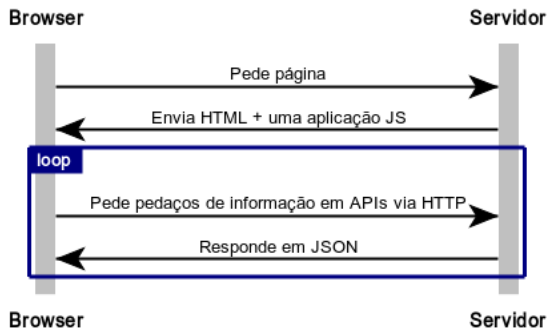 Browser Servidor
Pede página
Envia HTML + uma aplicação JS
loop
Pede pedaços de informação em APIs via HTTP
Responde em JSON
Browser Servidor